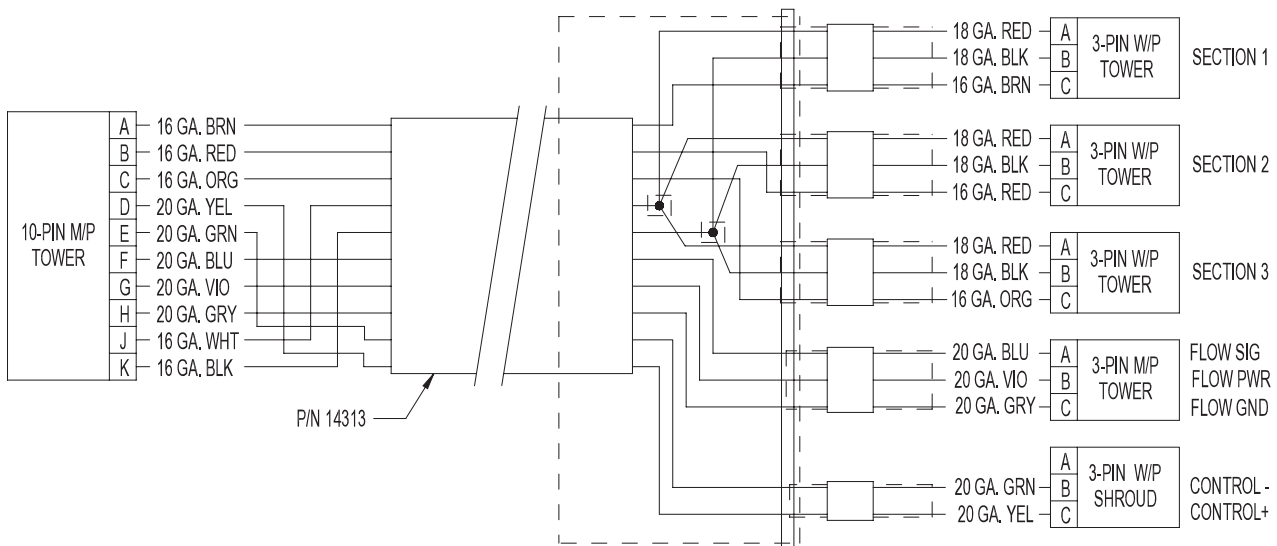 10-PIN M/P
TOWER
A 16 GA. BRN
B 16 GA. RED
C 16 GA. ORG
D 20 GA. YEL
E 20 GA. GRN
F 20 GA. BLU
G 20 GA. VIO
H 20 GA. GRY
J 16 GA. WHT
K 16 GA. BLK
P/N 14313
18 GA. RED A
18 GA. BLK B
16 GA. BRN C
3-PIN W/P
TOWER
SECTION 1
18 GA. RED A
18 GA. BLK B
16 GA. RED C
3-PIN W/P
TOWER
SECTION 2
18 GA. RED A
18 GA. BLK B
16 GA. ORG C
3-PIN W/P
TOWER
SECTION 3
20 GA. BLU A
20 GA. VIO B
20 GA. GRY C
3-PIN M/P
TOWER
FLOW SIG
FLOW PWR
FLOW GND
A
20 GA. GRN B
20 GA. YEL C
3-PIN W/P
SHROUD
CONTROL -
CONTROL+